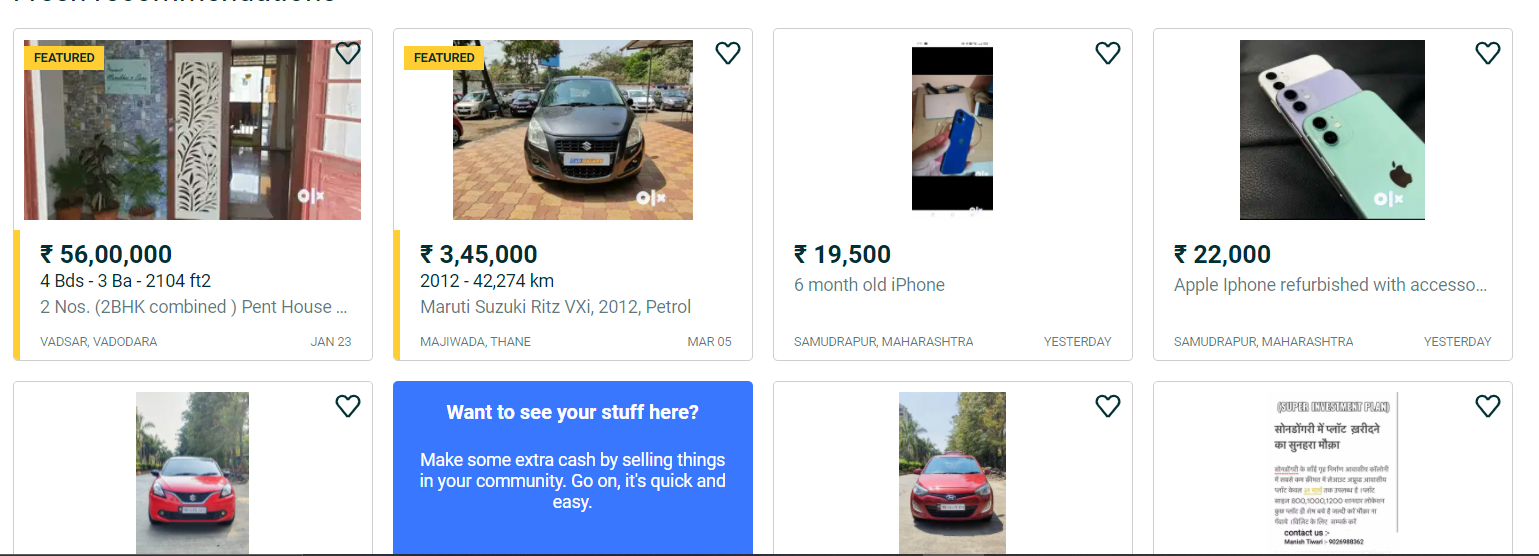 FEATURED
₹ 56,00,000
4 Bds - 3 Ba - 2104 ft2
2 Nos. (2BHK combined ) Pent House ...
VADSAR, VADODARA
JAN 23
FEATURED
₹ 3,45,000
2012 - 42,274 km
Maruti Suzuki Ritz VXi, 2012, Petrol
MAJIWADA, THANE
MAR 05
olx
₹ 19,500
6 month old iPhone
SAMUDRAPUR, MAHARASHTRA
YESTERDAY
olx
₹ 22,000
Apple Iphone refurbished with accesso...
SAMUDRAPUR, MAHARASHTRA
YESTERDAY
Want to see your stuff here?
Make some extra cash by selling things
in your community. Go on, it's quick and
easy.
(SUPER INVESTMENT PLAN)
सोनडोंगरी में प्लॉट ख़रीदने
का सुनहरा मौक़ा
contact us :-
Manish Tiwari :- 9026988362